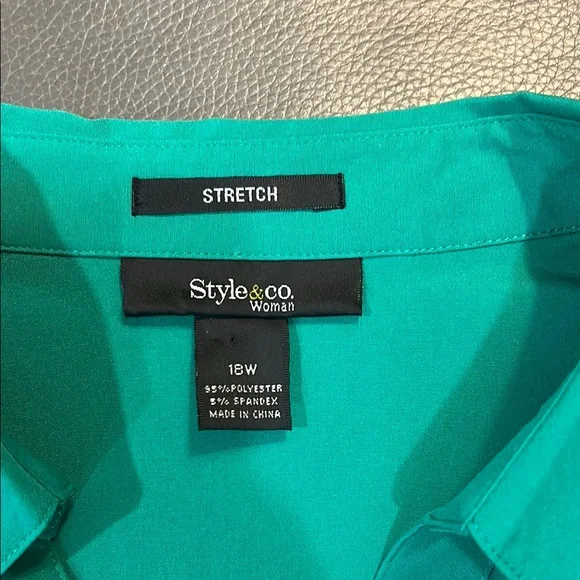 STRETCH
Style&co.
Woman
18W
95% POLYESTER
5% SPANDEX
MADE IN CHINA